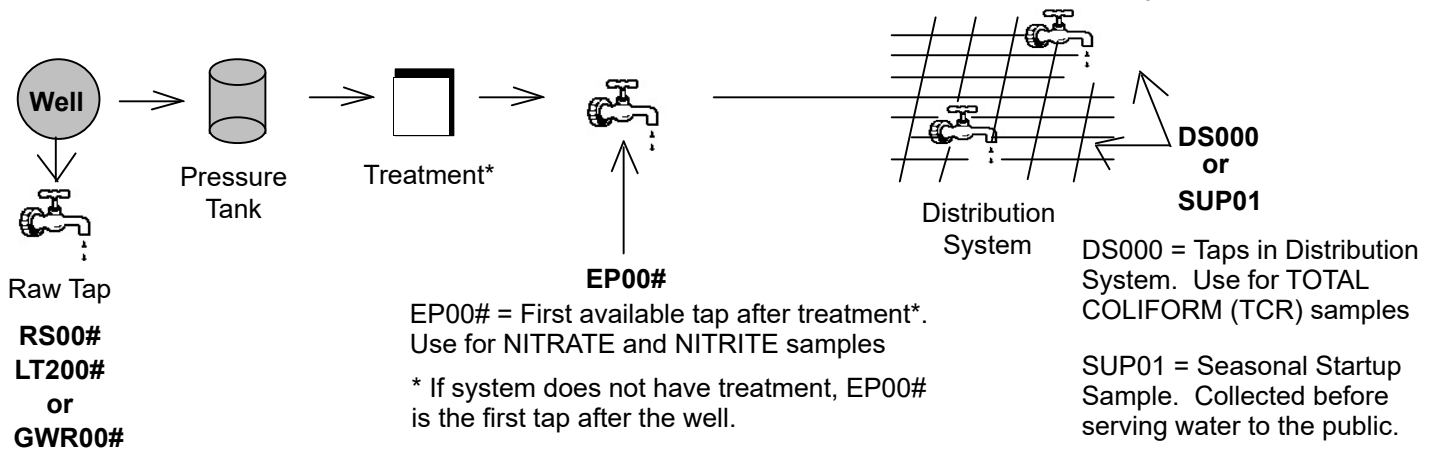 Well
Pressure
Tank
Treatment*
Raw Tap
RS00#
LT200#
or
GWR00#
EP00#
EP00# = First available tap after treatment*.
Use for NITRATE and NITRITE samples
* If system does not have treatment, EP00#
is the first tap after the well.
Distribution
System
DS000
or
SUP01
DS000 = Taps in Distribution
System.  Use for TOTAL
COLIFORM (TCR) samples
SUP01 = Seasonal Startup
Sample.  Collected before
serving water to the public.